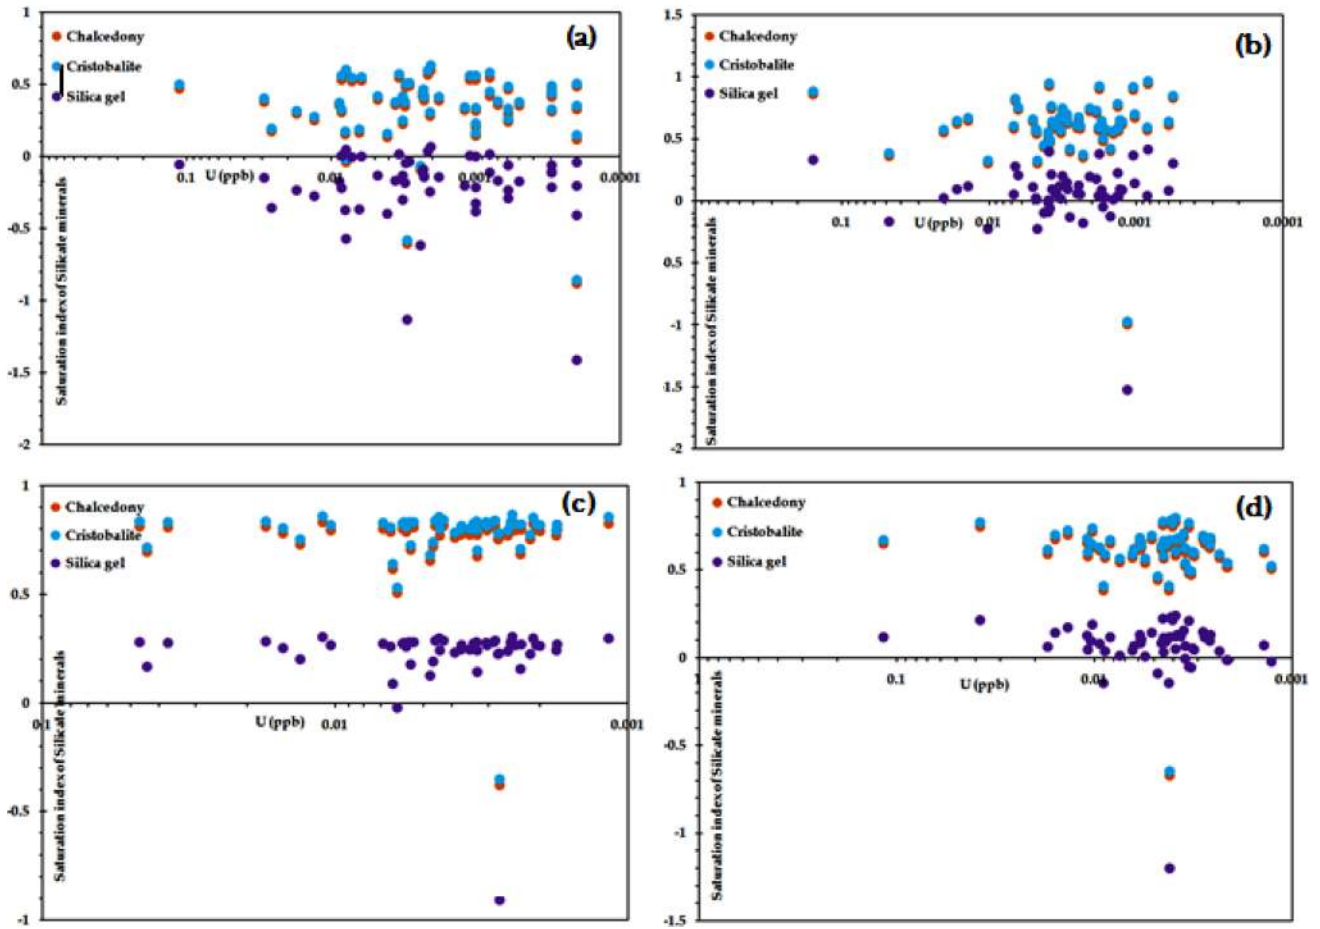 1
(a)
Chalcedony
Cristobalite
0.5
Silica gel
0
0.1
U (ppb)
0.01
0.001
0.0001
-0.5
-1
-1.5
-2
Saturation index of Silicate minerals
1.5
(b)
Chalcedony
Cristobalite
1
Silica gel
0.5
0
0.1
U (ppb)
0.01
0.001
0.0001
0.5
-1
-1.5
-2
Saturation index of Silicate minerals
1
(c)
Chalcedony
Cristobalite
Silica gel
0.5
0
0.1
U (ppb)
0.01
0.001
-0.5
-1
Saturation index of Silicate minerals
1
(d)
Chalcedony
Cristobalite
Silica gel
0.5
0
0.1
U (ppb)
0.01
0.001
-0.5
-1
-1.5
Saturation index of Silicate minerals